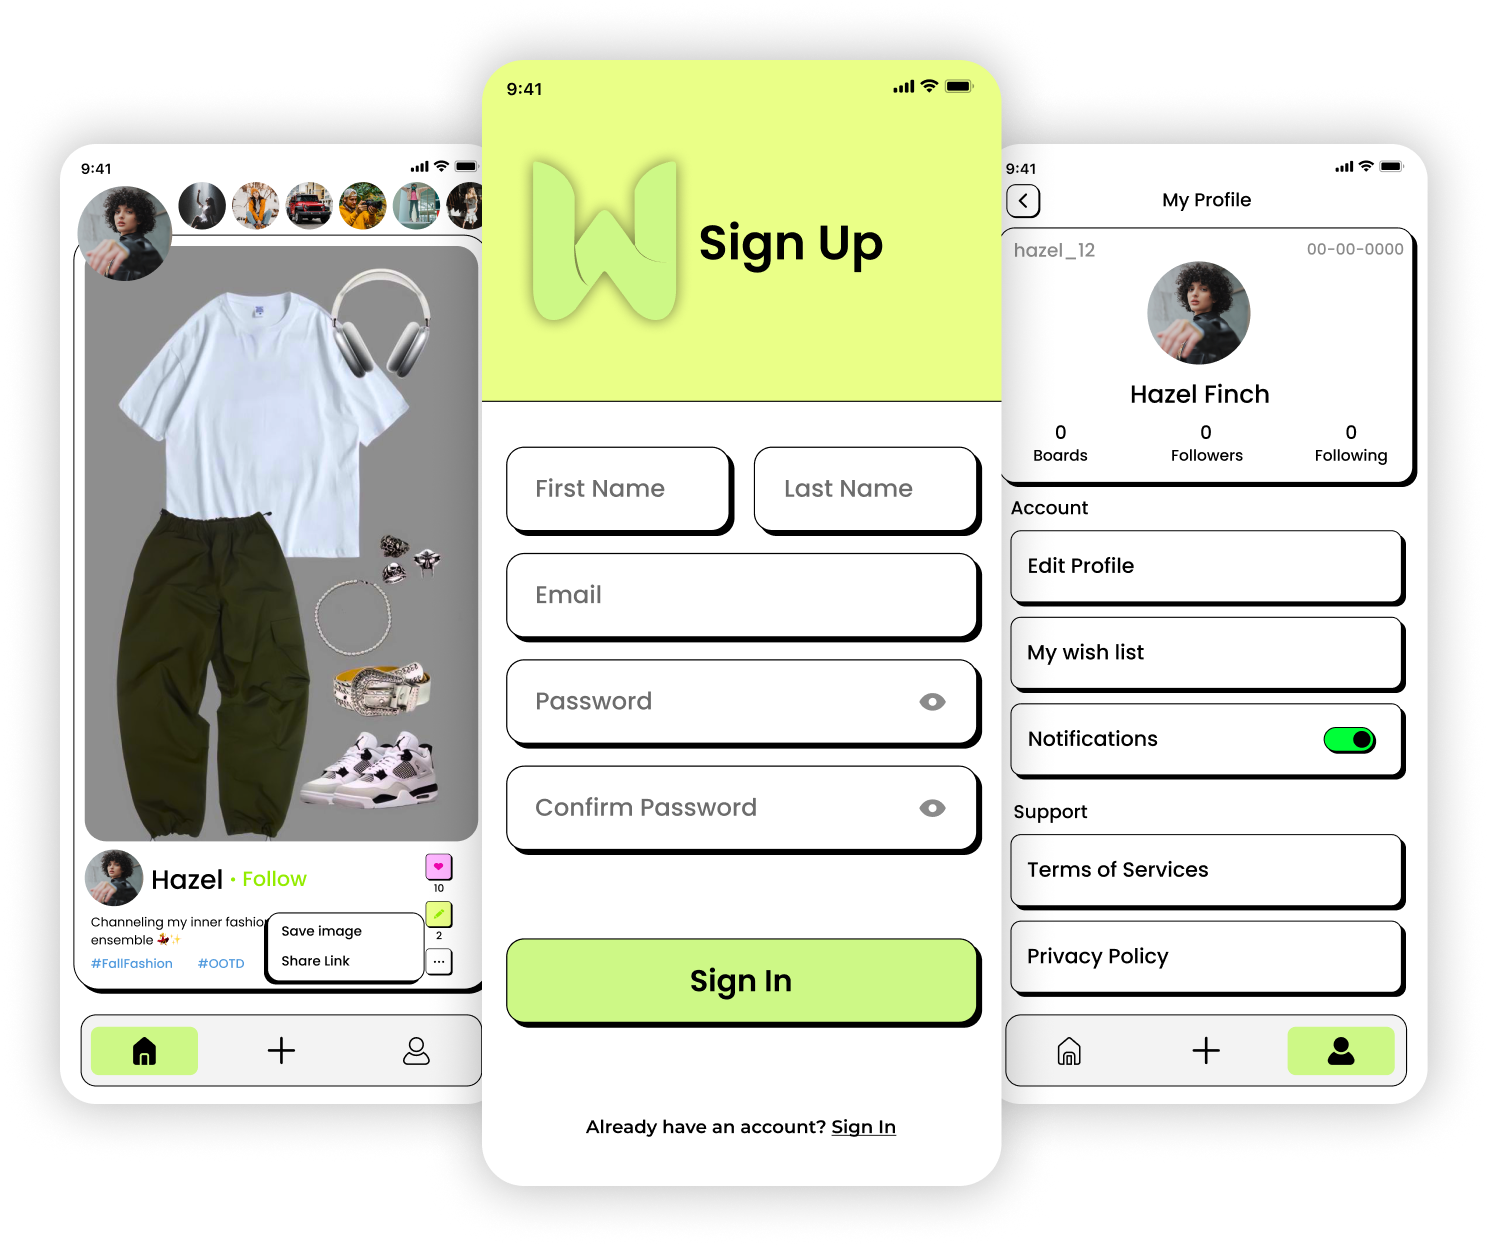 9:41
Hazel • Follow
10
Channeling my inner fashion
ensemble 💃✨
2
#FallFashion #OOTD
Save image
Share Link
9:41
W
Sign Up
First Name
Last Name
Email
Password
Confirm Password
Sign In
Already have an account? Sign In
9:41
My Profile
hazel_12
00-00-0000
Hazel Finch
0
0
0
Boards
Followers
Following
Account
Edit Profile
My wish list
Notifications
Support
Terms of Services
Privacy Policy